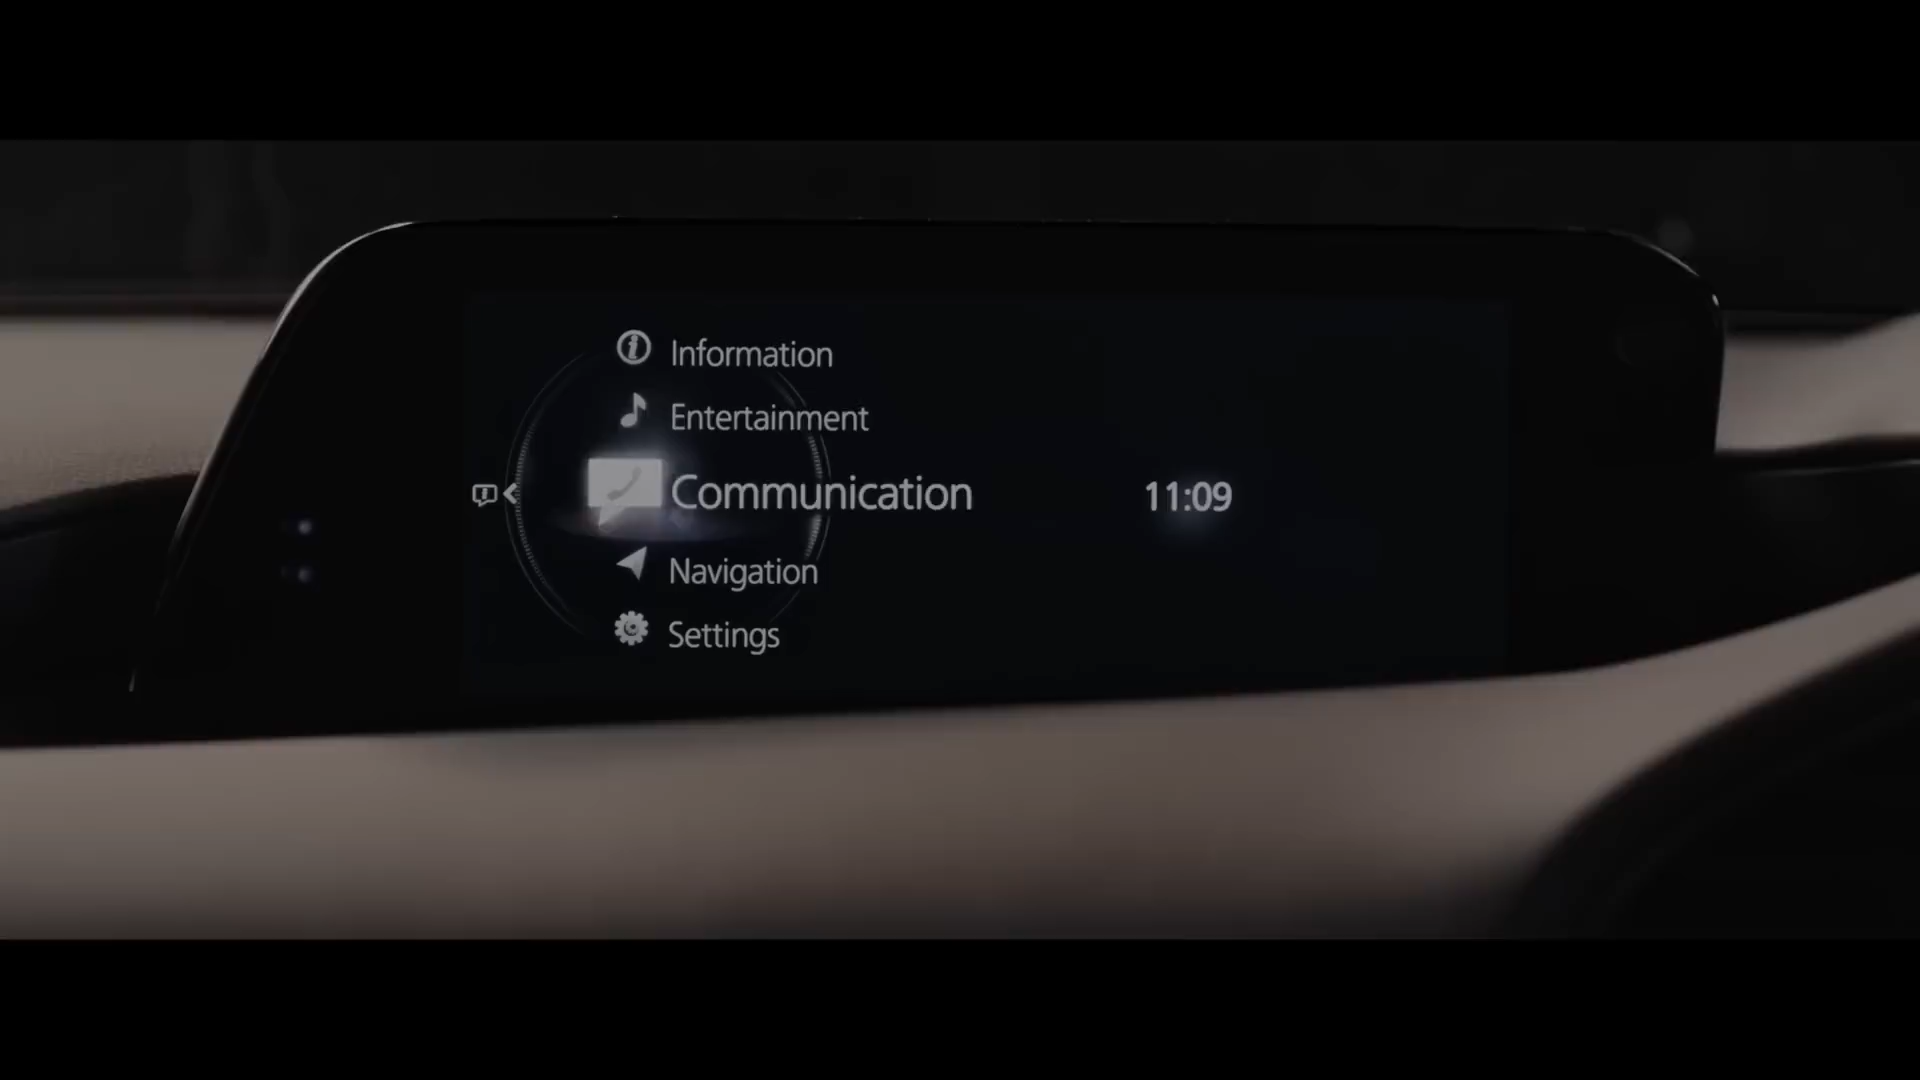 Information
Entertainment
Communication
11:09
Navigation
Settings